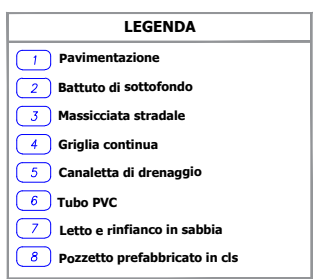 LEGENDA
1 Pavimentazione
2 Battuto di sottofondo
3 Massicciata stradale
4 Griglia continua
5 Canaletta di drenaggio
6 Tubo PVC
7 Letto e rinfianco in sabbia
8 Pozzetto prefabbricato in cls